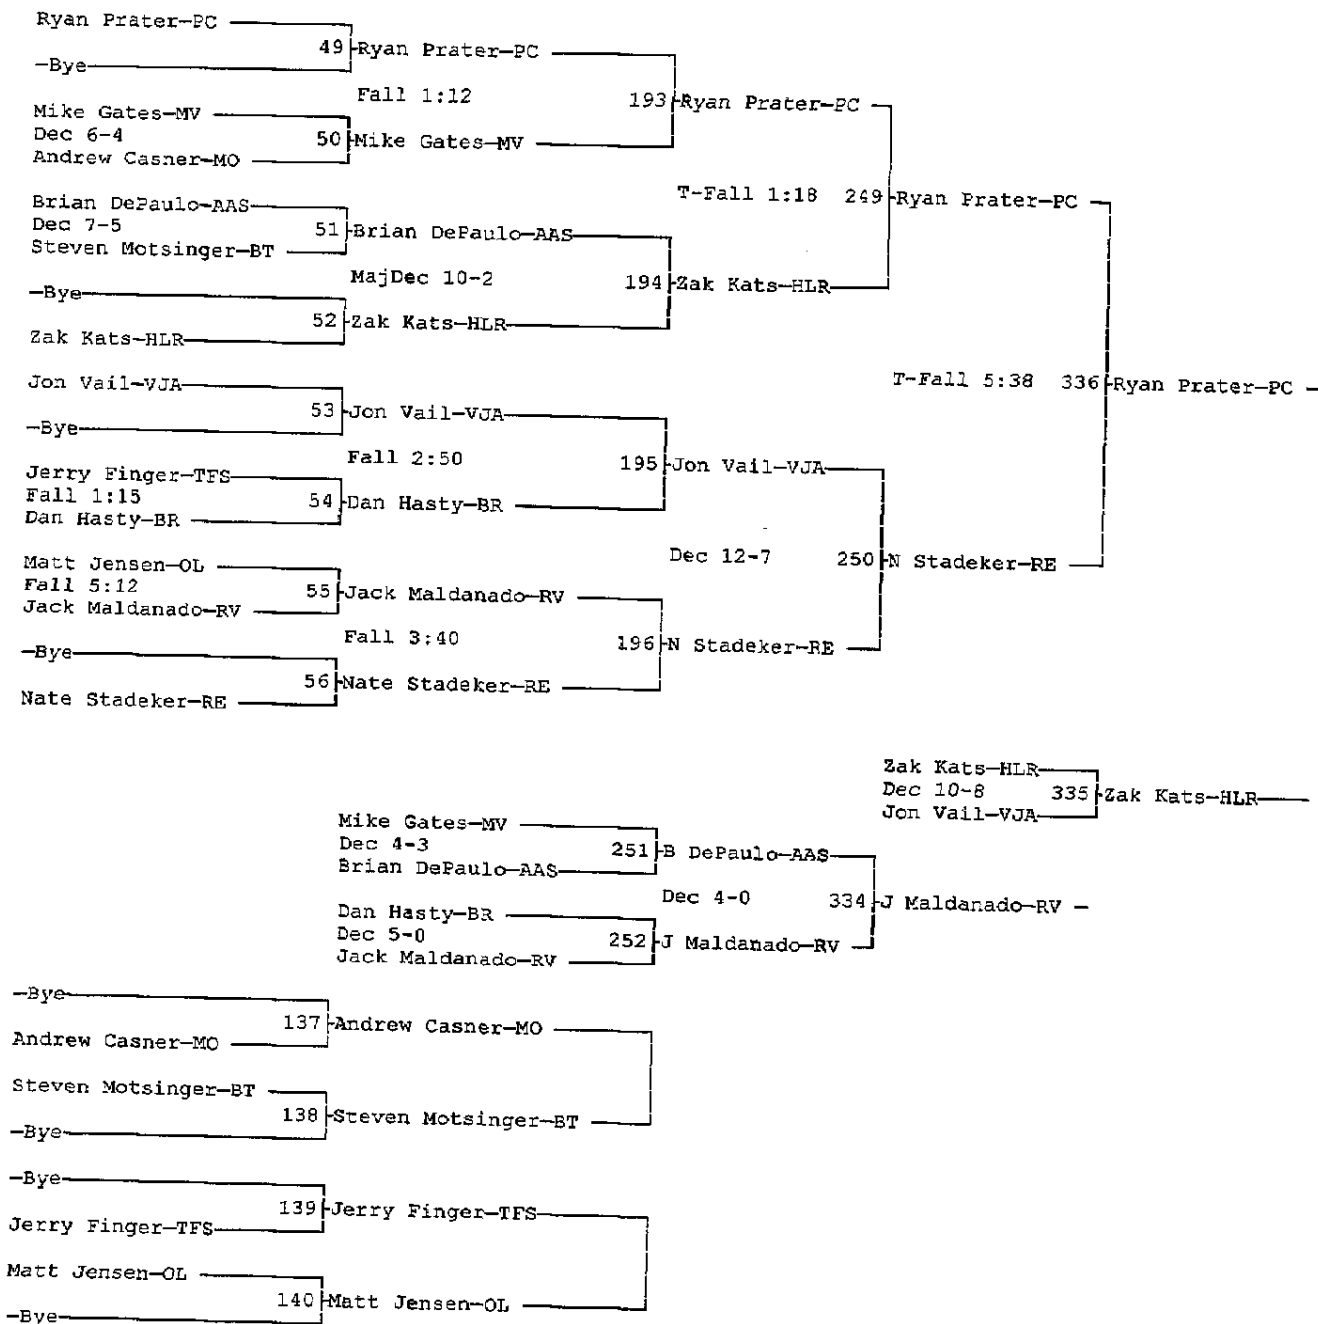 Ryan Prater-PC
49 Ryan Prater-PC
-Bye
Fall 1:12 193 Ryan Prater-PC
Mike Gates-MV
Dec 6-4 50 Mike Gates-MV
Andrew Casner-MO
T-Fall 1:18 249 Ryan Prater-PC
Brian DePaulo-AAS
Dec 7-5 51 Brian DePaulo-AAS
Steven Motsinger-BT
MajDec 10-2 194 Zak Kats-HLR
-Bye
52 Zak Kats-HLR
Zak Kats-HLR
T-Fall 5:38 336 Ryan Prater-PC
Jon Vail-VJA
53 Jon Vail-VJA
-Bye
Fall 2:50 195 Jon Vail-VJA
Jerry Finger-TFS
Fall 1:15 54 Dan Hasty-BR
Dan Hasty-BR
Dec 12-7 250 N Stadeker-RE
Matt Jensen-OL
Fall 5:12 55 Jack Maldanado-RV
Jack Maldanado-RV
Fall 3:40 196 N Stadeker-RE
-Bye
56 Nate Stadeker-RE
Nate Stadeker-RE
Zak Kats-HLR
Dec 10-8 335 Zak Kats-HLR
Jon Vail-VJA
Mike Gates-MV
Dec 4-3 251 B DePaulo-AAS
Brian DePaulo-AAS
Dec 4-0 334 J Maldanado-RV
Dan Hasty-BR
Dec 5-0 252 J Maldanado-RV
Jack Maldanado-RV
-Bye
137 Andrew Casner-MO
Andrew Casner-MO
Steven Motsinger-BT
138 Steven Motsinger-BT
-Bye
-Bye
139 Jerry Finger-TFS
Jerry Finger-TFS
Matt Jensen-OL
140 Matt Jensen-OL
-Bye